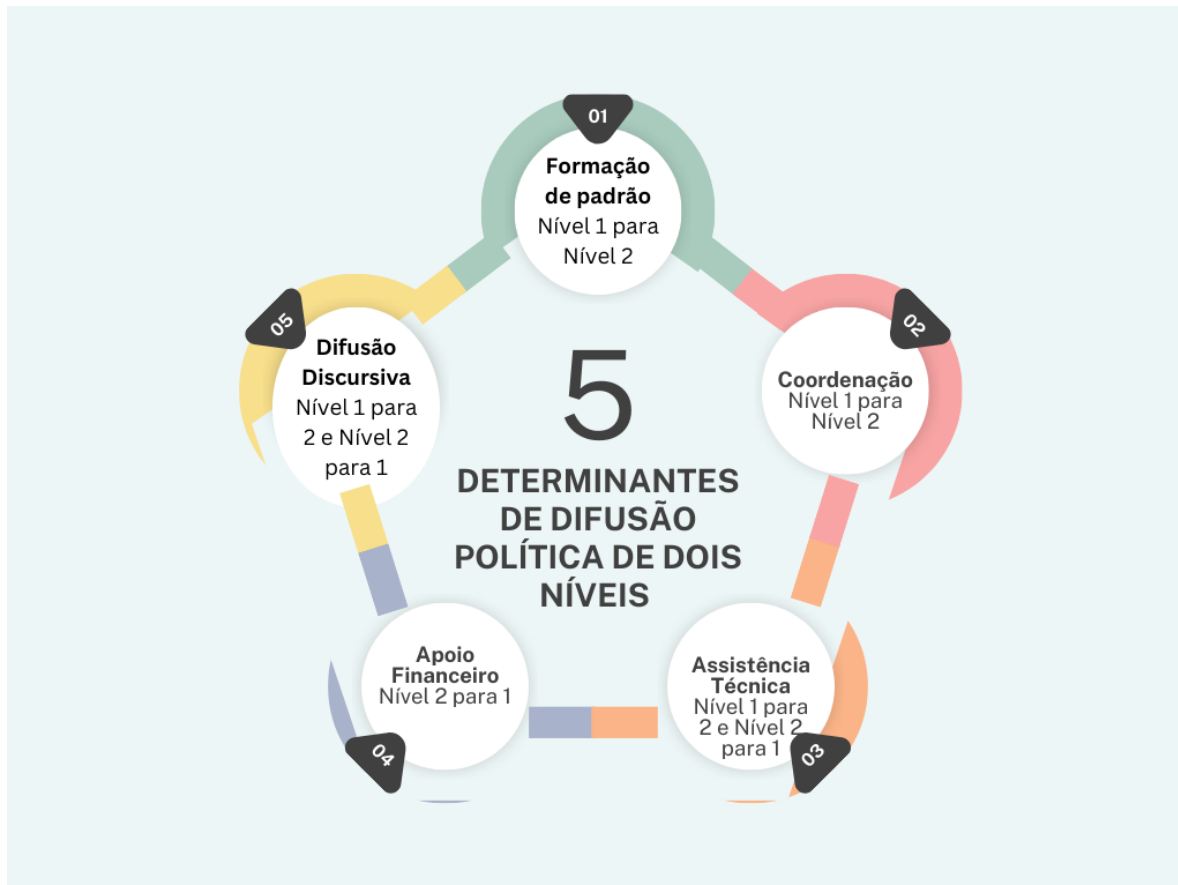 01
Formação
de padrão
Nível 1 para
Nível 2
02
Coordenação
Nível 1 para
Nível 2
03
Assistência
Técnica
Nível 1 para
2 e Nível 2
para 1
04
Apoio
Financeiro
Nível 2 para 1
05
Difusão
Discursiva
Nível 1 para
2 e Nível 2
para 1
5
DETERMINANTES
DE DIFUSÃO
POLÍTICA DE DOIS
NÍVEIS